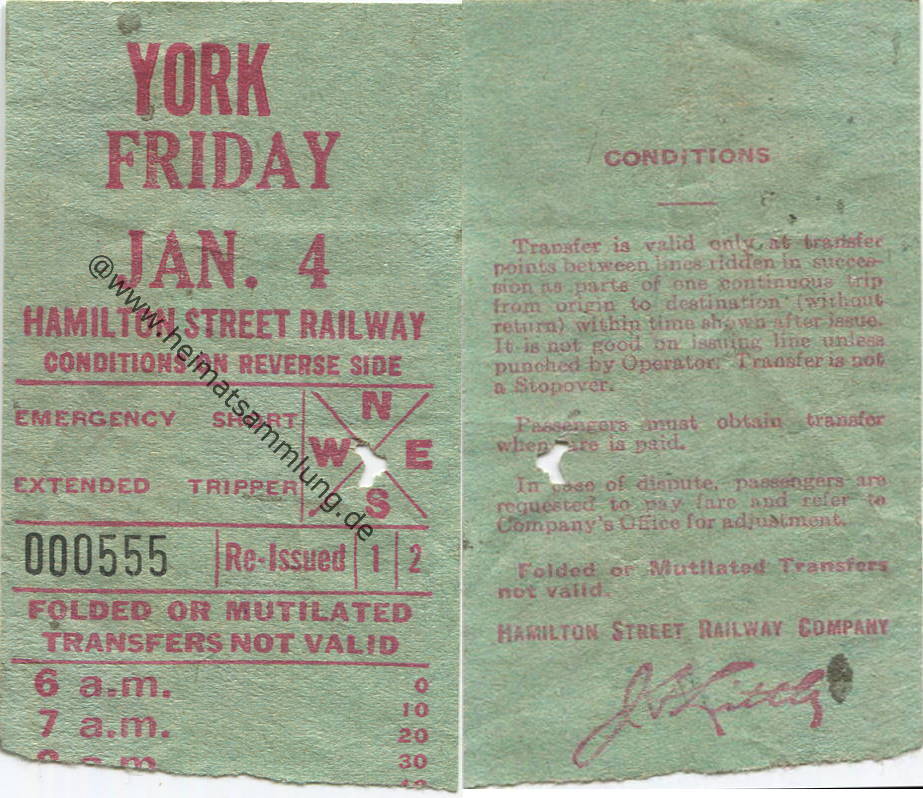 YORK
FRIDAY
JAN. 4
HAMILTON STREET RAILWAY
CONDITIONS ON REVERSE SIDE
EMERGENCY SHORT
EXTENDED TRIPPER
N
W E
S
000555 Re-Issued 1 2
FOLDED OR MUTILATED
TRANSFERS NOT VALID
6 a.m. 0
10
7 a.m. 20
30
8 a.m.
@www.heimatsammlung.de
CONDITIONS
Transfer is valid only at transfer
points between lines ridden in succes-
sion as parts of one continuous trip
from origin to destination (without
return) within time shown after issue.
It is not good on issuing line unless
punched by Operator. Transfer is not
a Stopover.
Passengers must obtain transfer
when fare is paid.
In case of dispute, passengers are
requested to pay fare and refer to
Company's Office for adjustment.
Folded or Mutilated Transfers
not valid.
HAMILTON STREET RAILWAY COMPANY